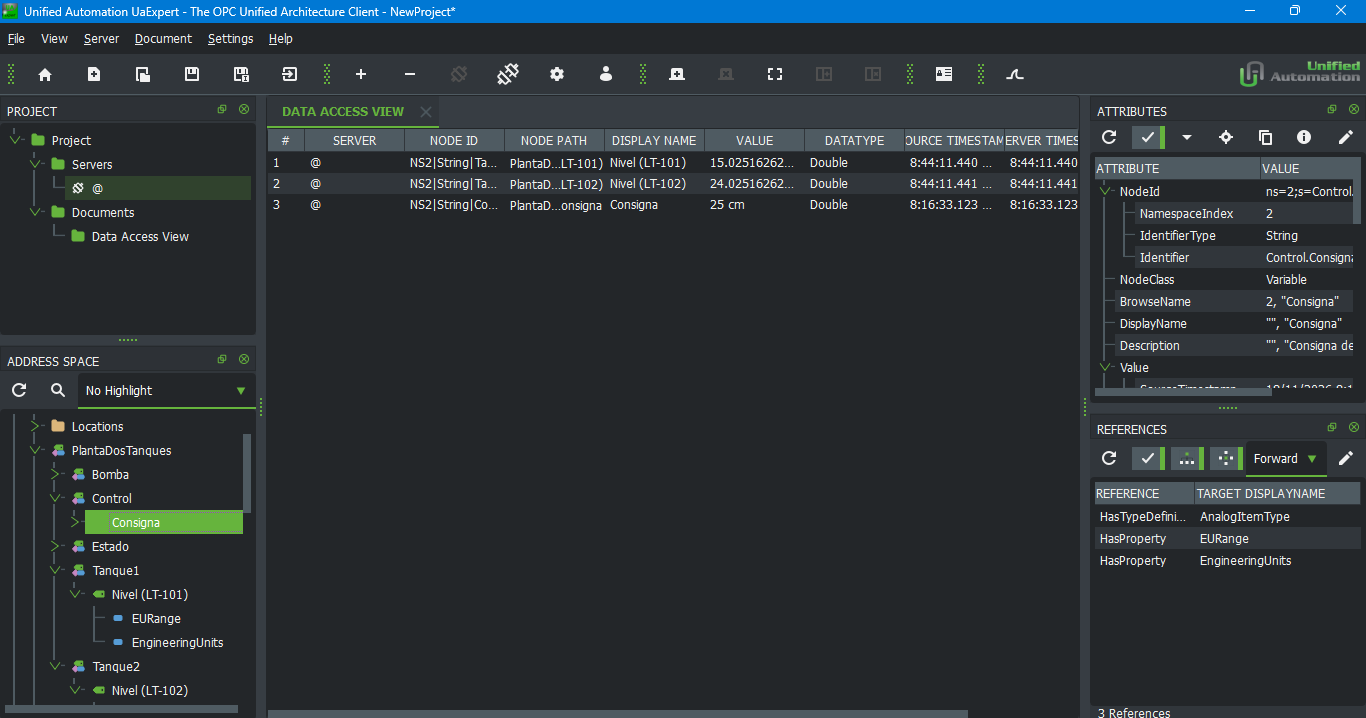 Unified Automation UaExpert - The OPC Unified Architecture Client - NewProject*
File View Server Document Settings Help
Unified Automation
PROJECT
Project
Servers
@
Documents
Data Access View
ADDRESS SPACE
No Highlight
Locations
PlantaDosTanques
Bomba
Control
Consigna
Estado
Tanque1
Nivel (LT-101)
EURange
EngineeringUnits
Tanque2
Nivel (LT-102)
DATA ACCESS VIEW
# SERVER NODE ID NODE PATH DISPLAY NAME VALUE DATATYPE OURCE TIMESTAM ERVER TIMES
1 @ NS2|String|Ta... PlantaD...LT-101) Nivel (LT-101) 15.02516262... Double 8:44:11.440 ... 8:44:11.440
2 @ NS2|String|Ta... PlantaD...LT-102) Nivel (LT-102) 24.02516262... Double 8:44:11.441 ... 8:44:11.441
3 @ NS2|String|Co... PlantaD...onsigna Consigna 25 cm Double 8:16:33.123 ... 8:16:33.123
ATTRIBUTES
ATTRIBUTE VALUE
NodeId ns=2;s=Control.
NamespaceIndex 2
IdentifierType String
Identifier Control.Consigna
NodeClass Variable
BrowseName 2, "Consigna"
DisplayName "", "Consigna"
Description "", "Consigna de
Value
REFERENCES
Forward
REFERENCE TARGET DISPLAYNAME
HasTypeDefini... AnalogItemType
HasProperty EURange
HasProperty EngineeringUnits
3 References